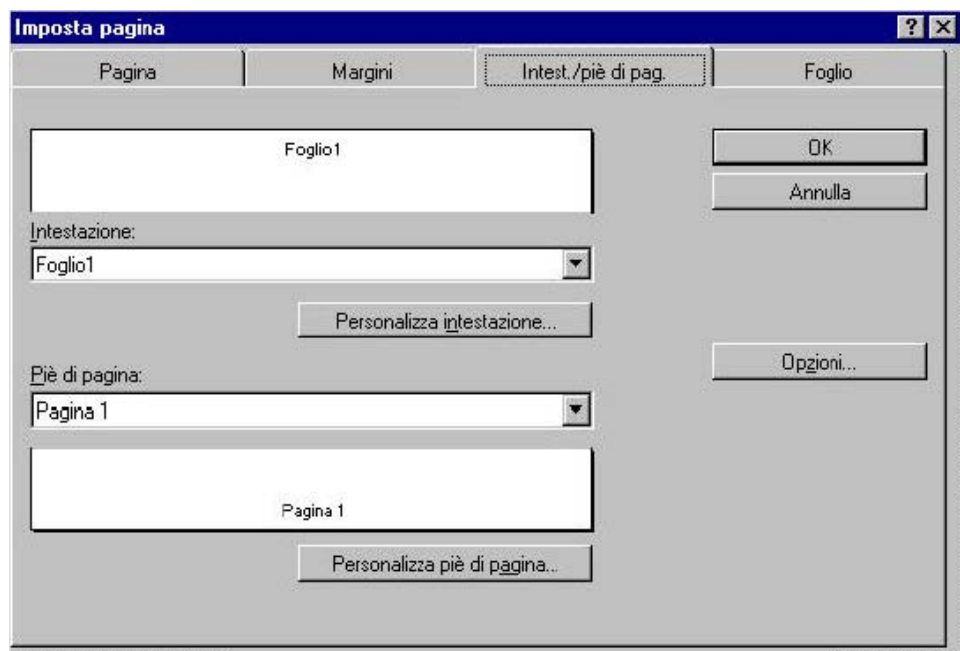 Imposta pagina
Pagina Margini Intest./piè di pag. Foglio
Foglio1
OK
Annulla
Intestazione:
Foglio1
Personalizza intestazione...
Opzioni...
Piè di pagina:
Pagina 1
Pagina 1
Personalizza piè di pagina...